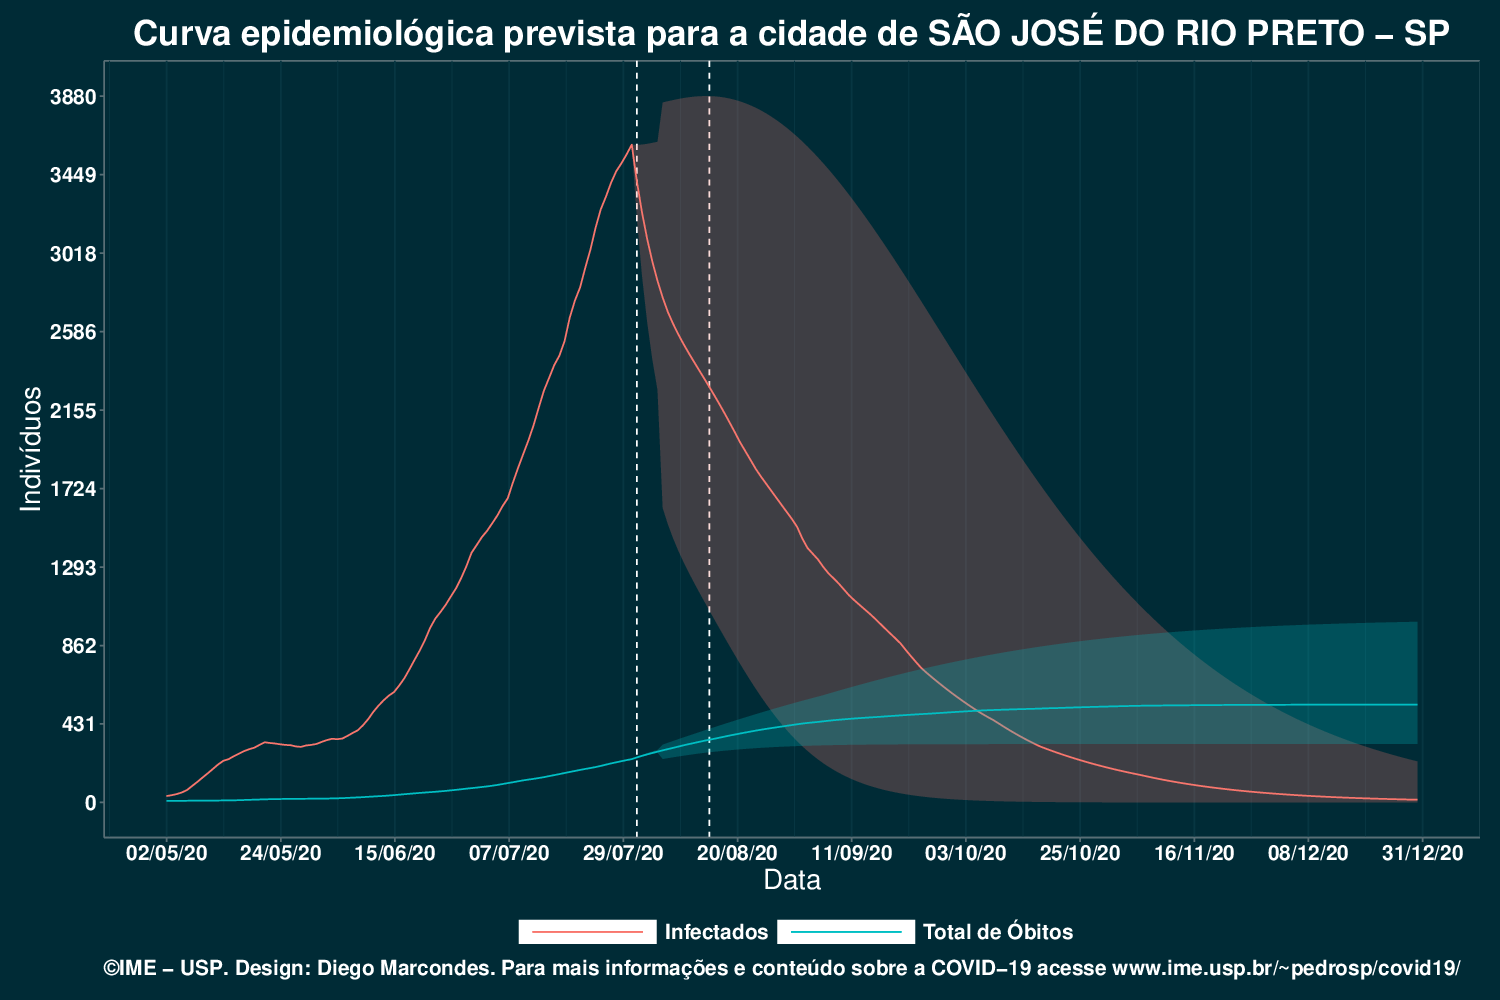 Curva epidemiológica prevista para a cidade de SÃO JOSÉ DO RIO PRETO – SP
3880
3449
3018
2586
2155
1724
1293
862
431
0
Indivíduos
02/05/20 24/05/20 15/06/20 07/07/20 29/07/20 20/08/20 11/09/20 03/10/20 25/10/20 16/11/20 08/12/20 31/12/20
Data
Infectados Total de Óbitos
©IME – USP. Design: Diego Marcondes. Para mais informações e conteúdo sobre a COVID–19 acesse www.ime.usp.br/~pedrosp/covid19/